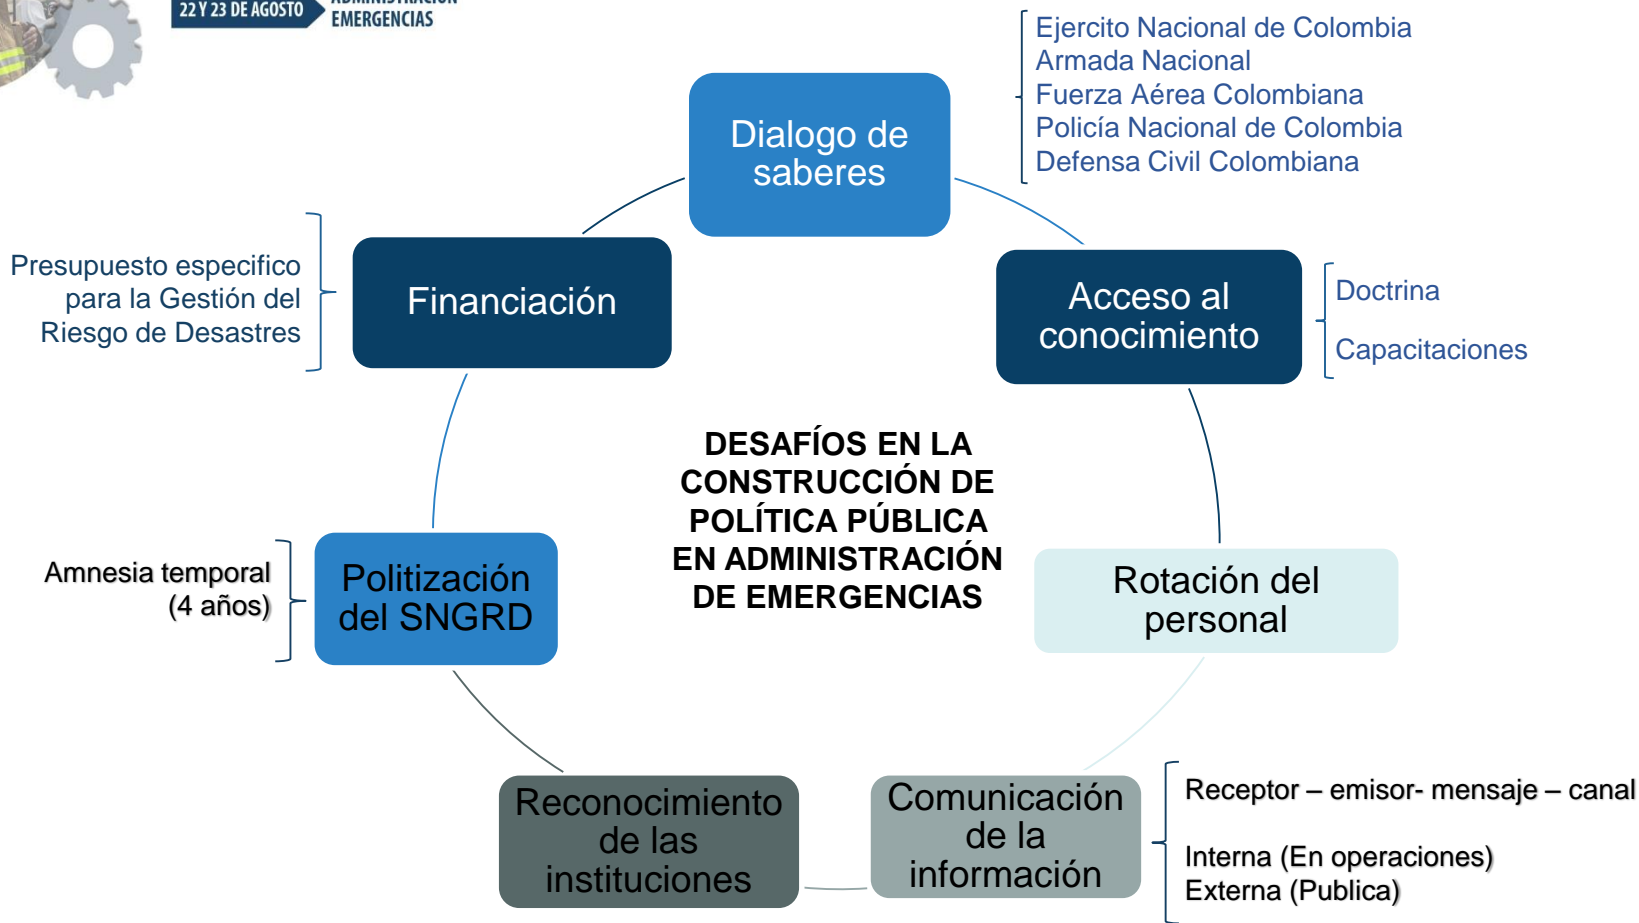 22 Y 23 DE AGOSTO
EMERGENCIAS
Ejercito Nacional de Colombia
Armada Nacional
Fuerza Aérea Colombiana
Policía Nacional de Colombia
Defensa Civil Colombiana
Dialogo de
saberes
Presupuesto especifico
para la Gestión del
Riesgo de Desastres
Financiación
Acceso al
conocimiento
Doctrina
Capacitaciones
DESAFÍOS EN LA
CONSTRUCCIÓN DE
POLÍTICA PÚBLICA
EN ADMINISTRACIÓN
DE EMERGENCIAS
Amnesia temporal
(4 años)
Politización
del SNGRD
Rotación del
personal
Reconocimiento
de las
instituciones
Comunicación
de la
información
Receptor – emisor- mensaje – canal
Interna (En operaciones)
Externa (Publica)